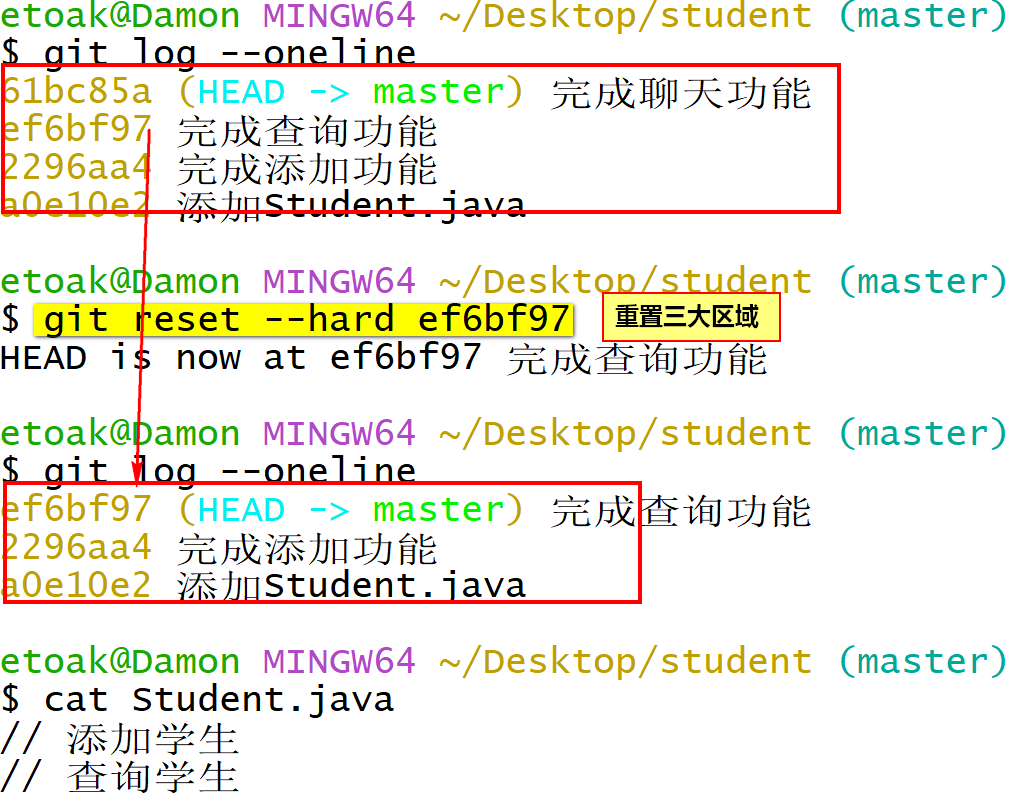 etoak@Damon MINGW64 ~/Desktop/student (master)
$ git log --oneline
61bc85a (HEAD -> master) 完成聊天功能
ef6bf97 完成查询功能
2296aa4 完成添加功能
a0e10e2 添加Student.java
etoak@Damon MINGW64 ~/Desktop/student (master)
$ git reset --hard ef6bf97 重置三大区域
HEAD is now at ef6bf97 完成查询功能
etoak@Damon MINGW64 ~/Desktop/student (master)
$ git log --oneline
ef6bf97 (HEAD -> master) 完成查询功能
2296aa4 完成添加功能
a0e10e2 添加Student.java
etoak@Damon MINGW64 ~/Desktop/student (master)
$ cat Student.java
// 添加学生
// 查询学生